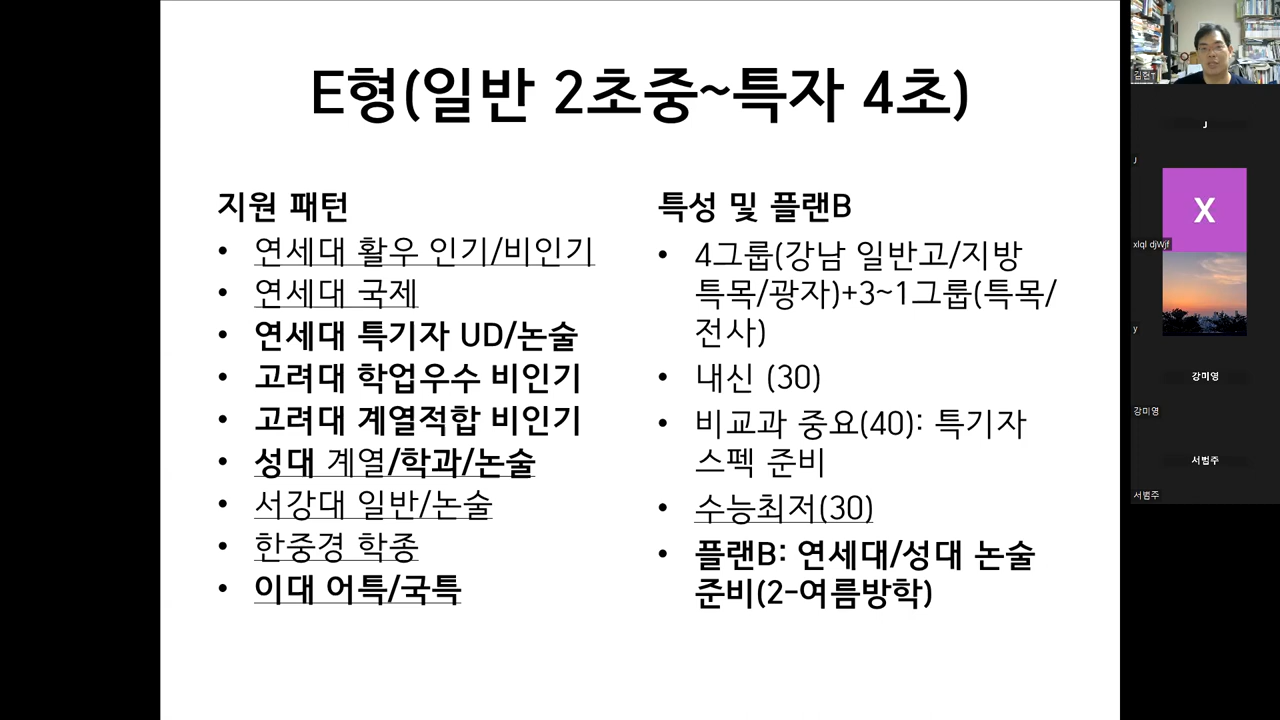 E형(일반 2초중~특자 4초)
지원 패턴
• 연세대 활우 인기/비인기
• 연세대 국제
• 연세대 특기자 UD/논술
• 고려대 학업우수 비인기
• 고려대 계열적합 비인기
• 성대 계열/학과/논술
• 서강대 일반/논술
• 한중경 학종
• 이대 어특/국특
특성 및 플랜B
• 4그룹(강남 일반고/지방
특목/광자)+3~1그룹(특목/
전사)
• 내신 (30)
• 비교과 중요(40): 특기자
스펙 준비
• 수능최저(30)
• 플랜B: 연세대/성대 논술
준비(2-여름방학)
J
J
X
xlql djWjf
y
강미영
강미영
서범주
서범주